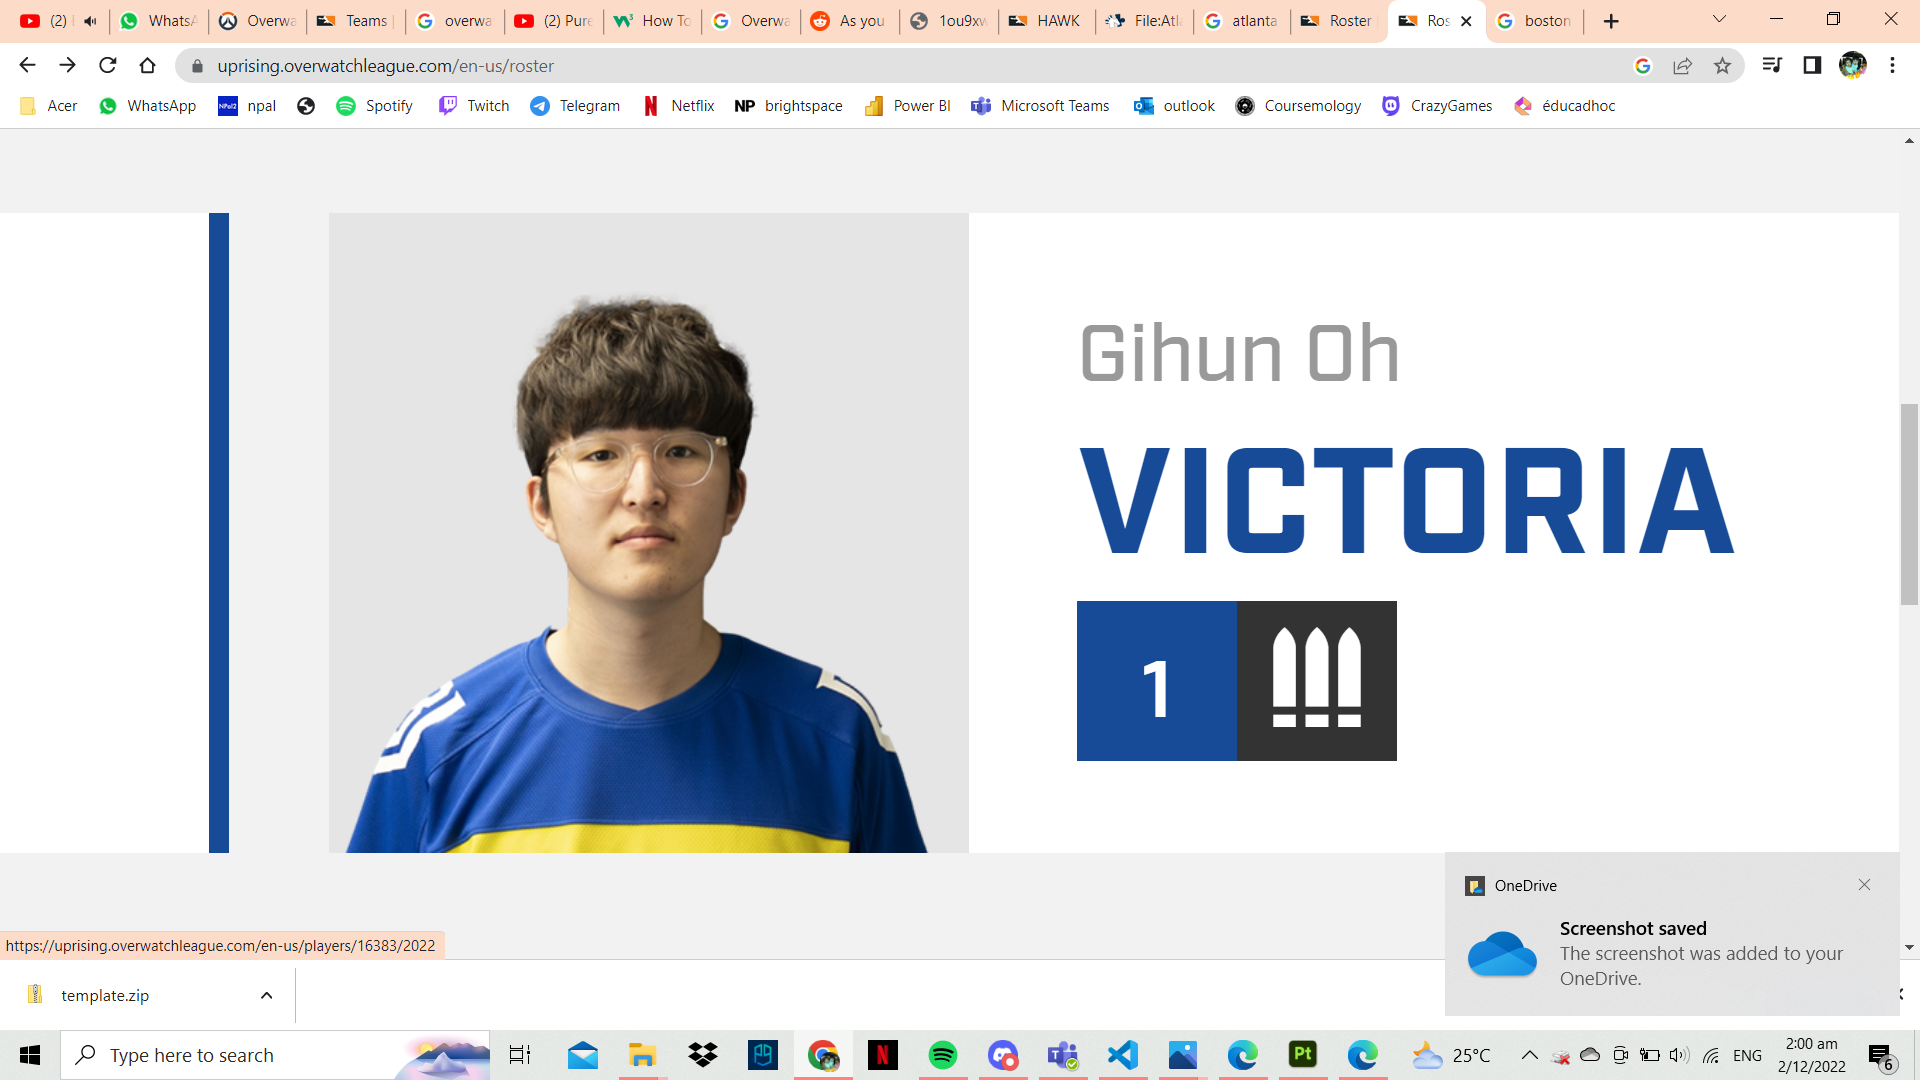 (2) I
WhatsA
Overwa
Teams
overwa
(2) Pure
How To
Overwa
As you
1ou9xw
HAWK
File:Atla
atlanta
Roster
Ros
boston
uprising.overwatchleague.com/en-us/roster
Acer
WhatsApp
NPal2 npal
Spotify
Twitch
Telegram
Netflix
NP brightspace
Power BI
Microsoft Teams
outlook
Coursemology
CrazyGames
éducadhoc
Gihun Oh
VICTORIA
1
OneDrive
Screenshot saved
The screenshot was added to your
OneDrive.
https://uprising.overwatchleague.com/en-us/players/16383/2022
template.zip
Type here to search
Pt
25°C
ENG
2:00 am
2/12/2022
6